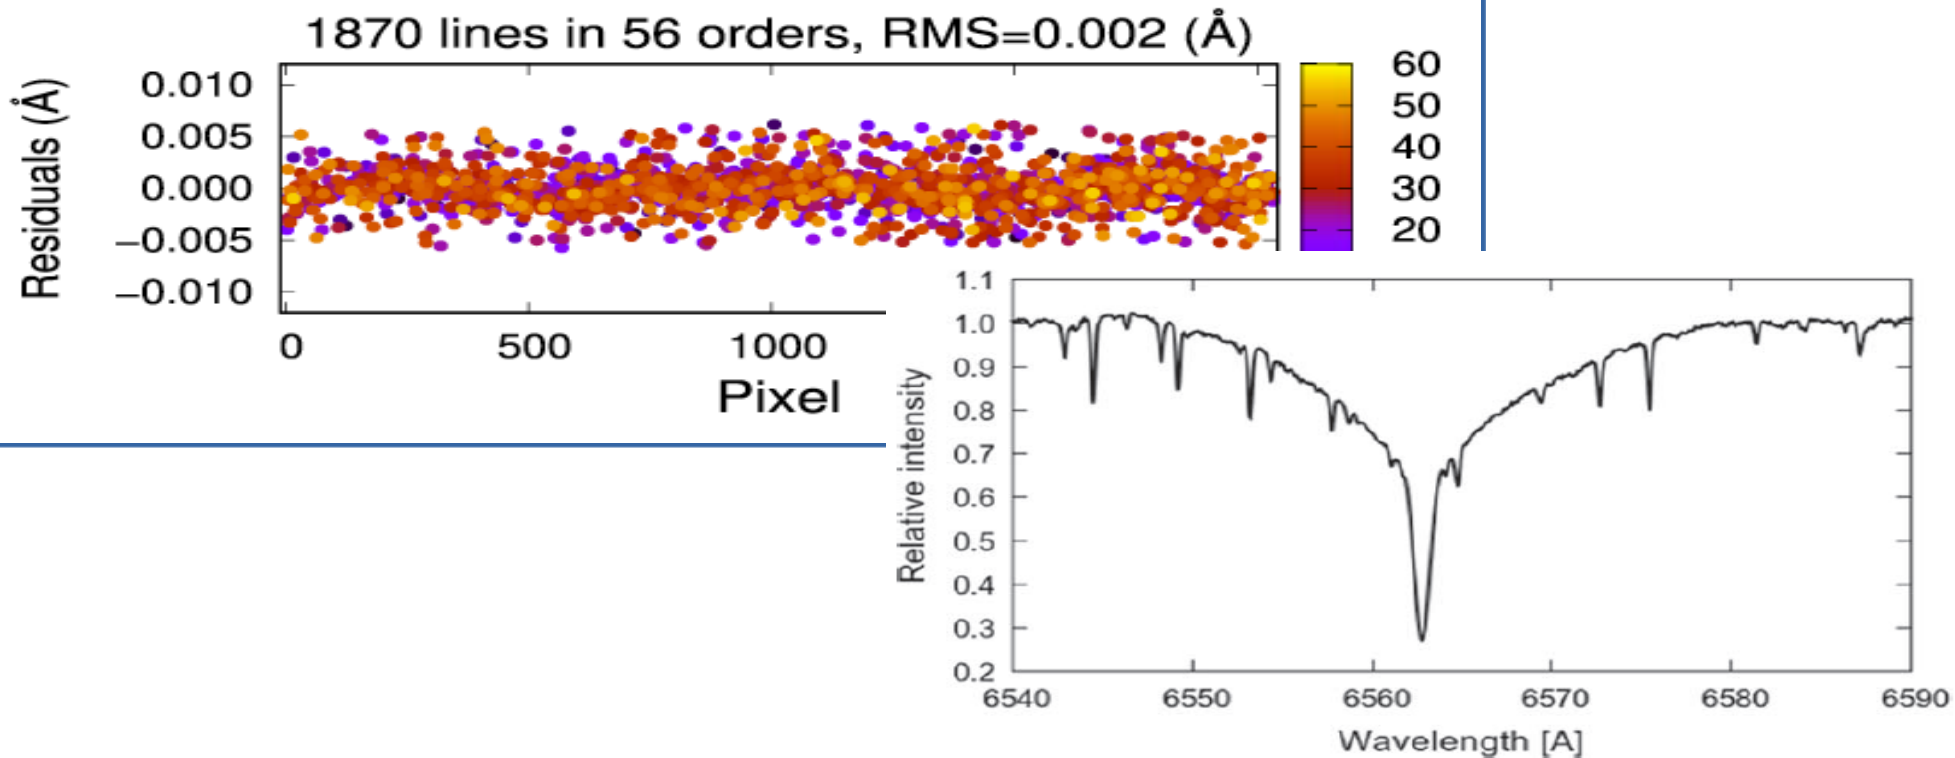 1870 lines in 56 orders, RMS=0.002 (Å)
Residuals (Å)
0.010
0.005
0.000
−0.005
−0.010
0 500 1000
Pixel
60
50
40
30
20
Relative intensity
1.1
1.0
0.9
0.8
0.7
0.6
0.5
0.4
0.3
0.2
6540 6550 6560 6570 6580 6590
Wavelength [A]